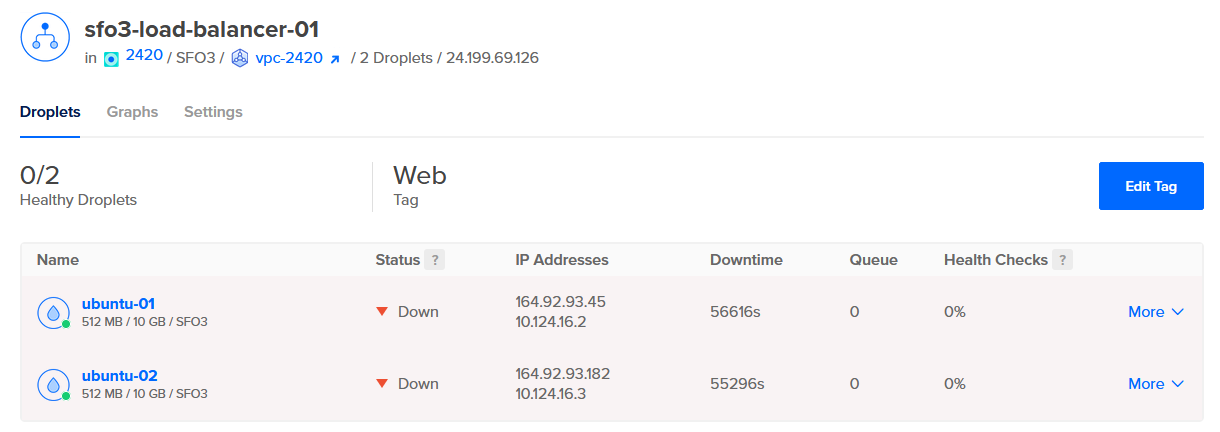 sfo3-load-balancer-01
in 2420 / SFO3 / vpc-2420 / 2 Droplets / 24.199.69.126
Droplets Graphs Settings
0/2
Healthy Droplets
Web
Tag
Edit Tag
Name Status ? IP Addresses Downtime Queue Health Checks ?
ubuntu-01
512 MB / 10 GB / SFO3
Down
164.92.93.45
10.124.16.2
56616s
0
0%
More
ubuntu-02
512 MB / 10 GB / SFO3
Down
164.92.93.182
10.124.16.3
55296s
0
0%
More